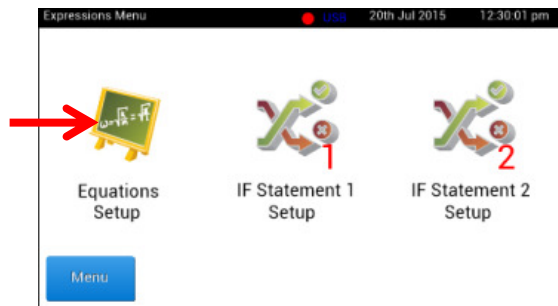 Expressions Menu USB 20th Jul 2015 12:30:01 pm
1
2
Equations
Setup
IF Statement 1
Setup
IF Statement 2
Setup
Menu